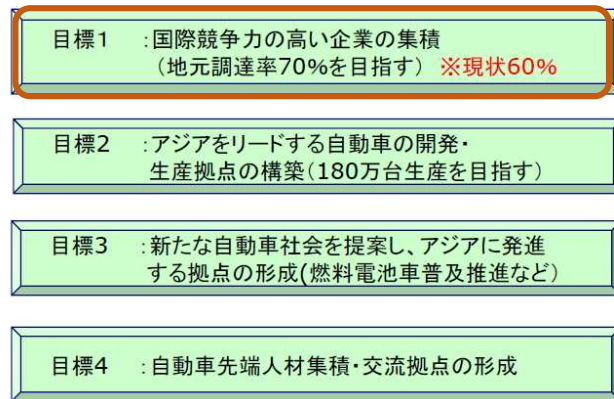 目標1 :国際競争力の高い企業の集積
(地元調達率70%を目指す) ※現状60%
目標2 :アジアをリードする自動車の開発・
生産拠点の構築(180万台生産を目指す)
目標3 :新たな自動車社会を提案し、アジアに発進
する拠点の形成(燃料電池車普及推進など)
目標4 :自動車先端人材集積・交流拠点の形成